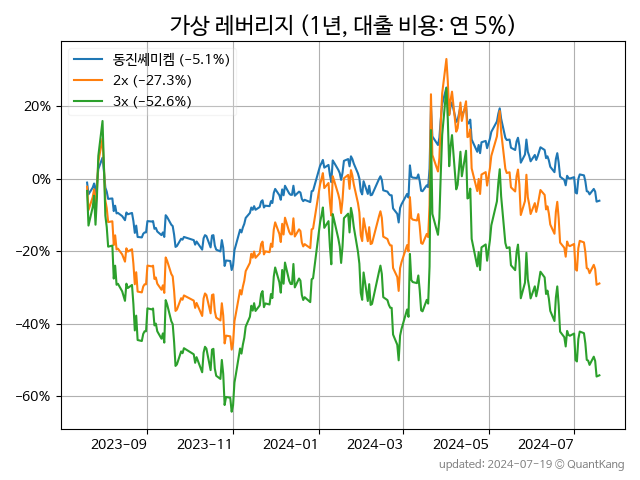 가상 레버리지 (1년, 대출 비용: 연 5%)
동진쎄미켐 (−5.1%)
2x (−27.3%)
3x (−52.6%)
20%
0%
−20%
−40%
−60%
2023-09 2023-11 2024-01 2024-03 2024-05 2024-07
updated: 2024-07-19 © QuantKang